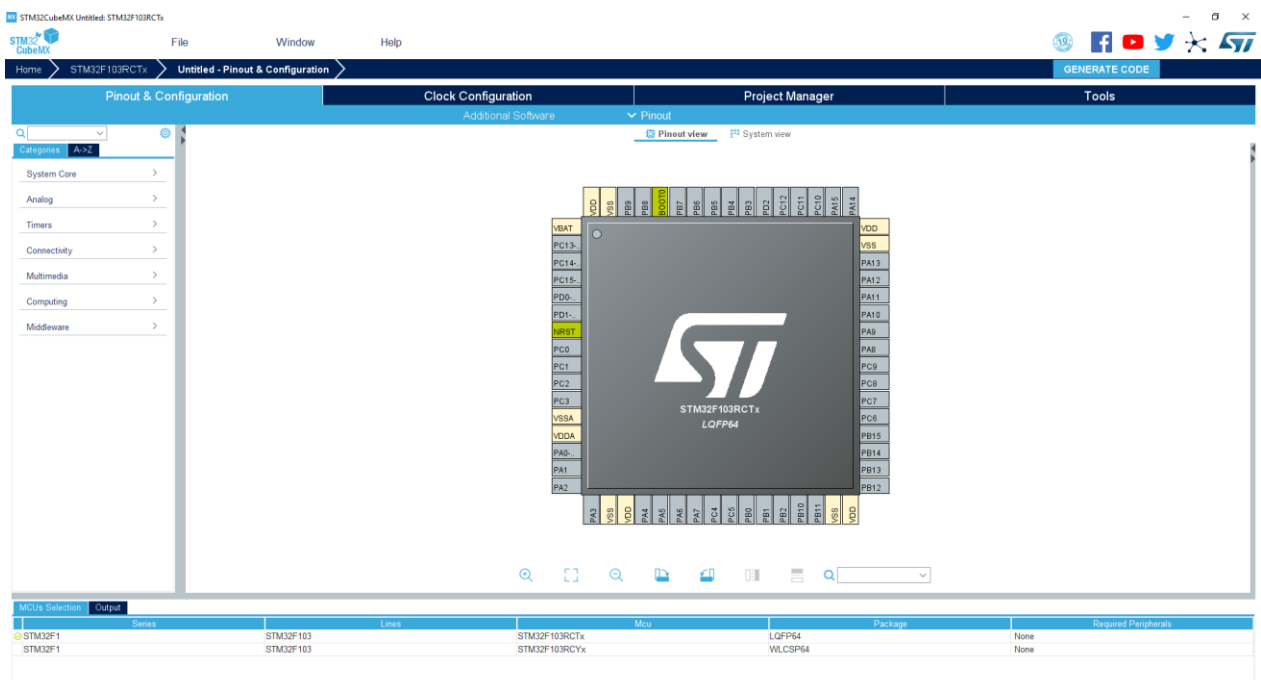 MX STM32CubeMX Untitled: STM32F103RCTx
STM32 CubeMX
File Window Help
Home STM32F103RCTx Untitled - Pinout & Configuration GENERATE CODE
Pinout & Configuration Clock Configuration Project Manager Tools
Additional Software Pinout
Pinout view System view
Categories A->Z
System Core
Analog
Timers
Connectivity
Multimedia
Computing
Middleware
VDD VSS PB9 PB8 BOOT0 PB7 PB6 PB5 PB4 PB3 PD2 PC12 PC11 PC10 PA15 PA14
VBAT VDD
PC13-.. VSS
PC14-.. PA13
PC15-.. PA12
PD0-.. PA11
PD1-.. PA10
NRST PA9
PC0 PA8
PC1 PC9
PC2 PC8
PC3 PC7
VSSA PC6
VDDA PB15
PA0-.. PB14
PA1 PB13
PA2 PB12
STM32F103RCTx
LQFP64
PA3 VSS VDD PA4 PA5 PA6 PA7 PC4 PC5 PB0 PB1 PB2 PB10 PB11 VSS VDD
MCUs Selection Output
Series Lines Mcu Package Required Peripherals
STM32F1 STM32F103 STM32F103RCTx LQFP64 None
STM32F1 STM32F103 STM32F103RCYx WLCSP64 None